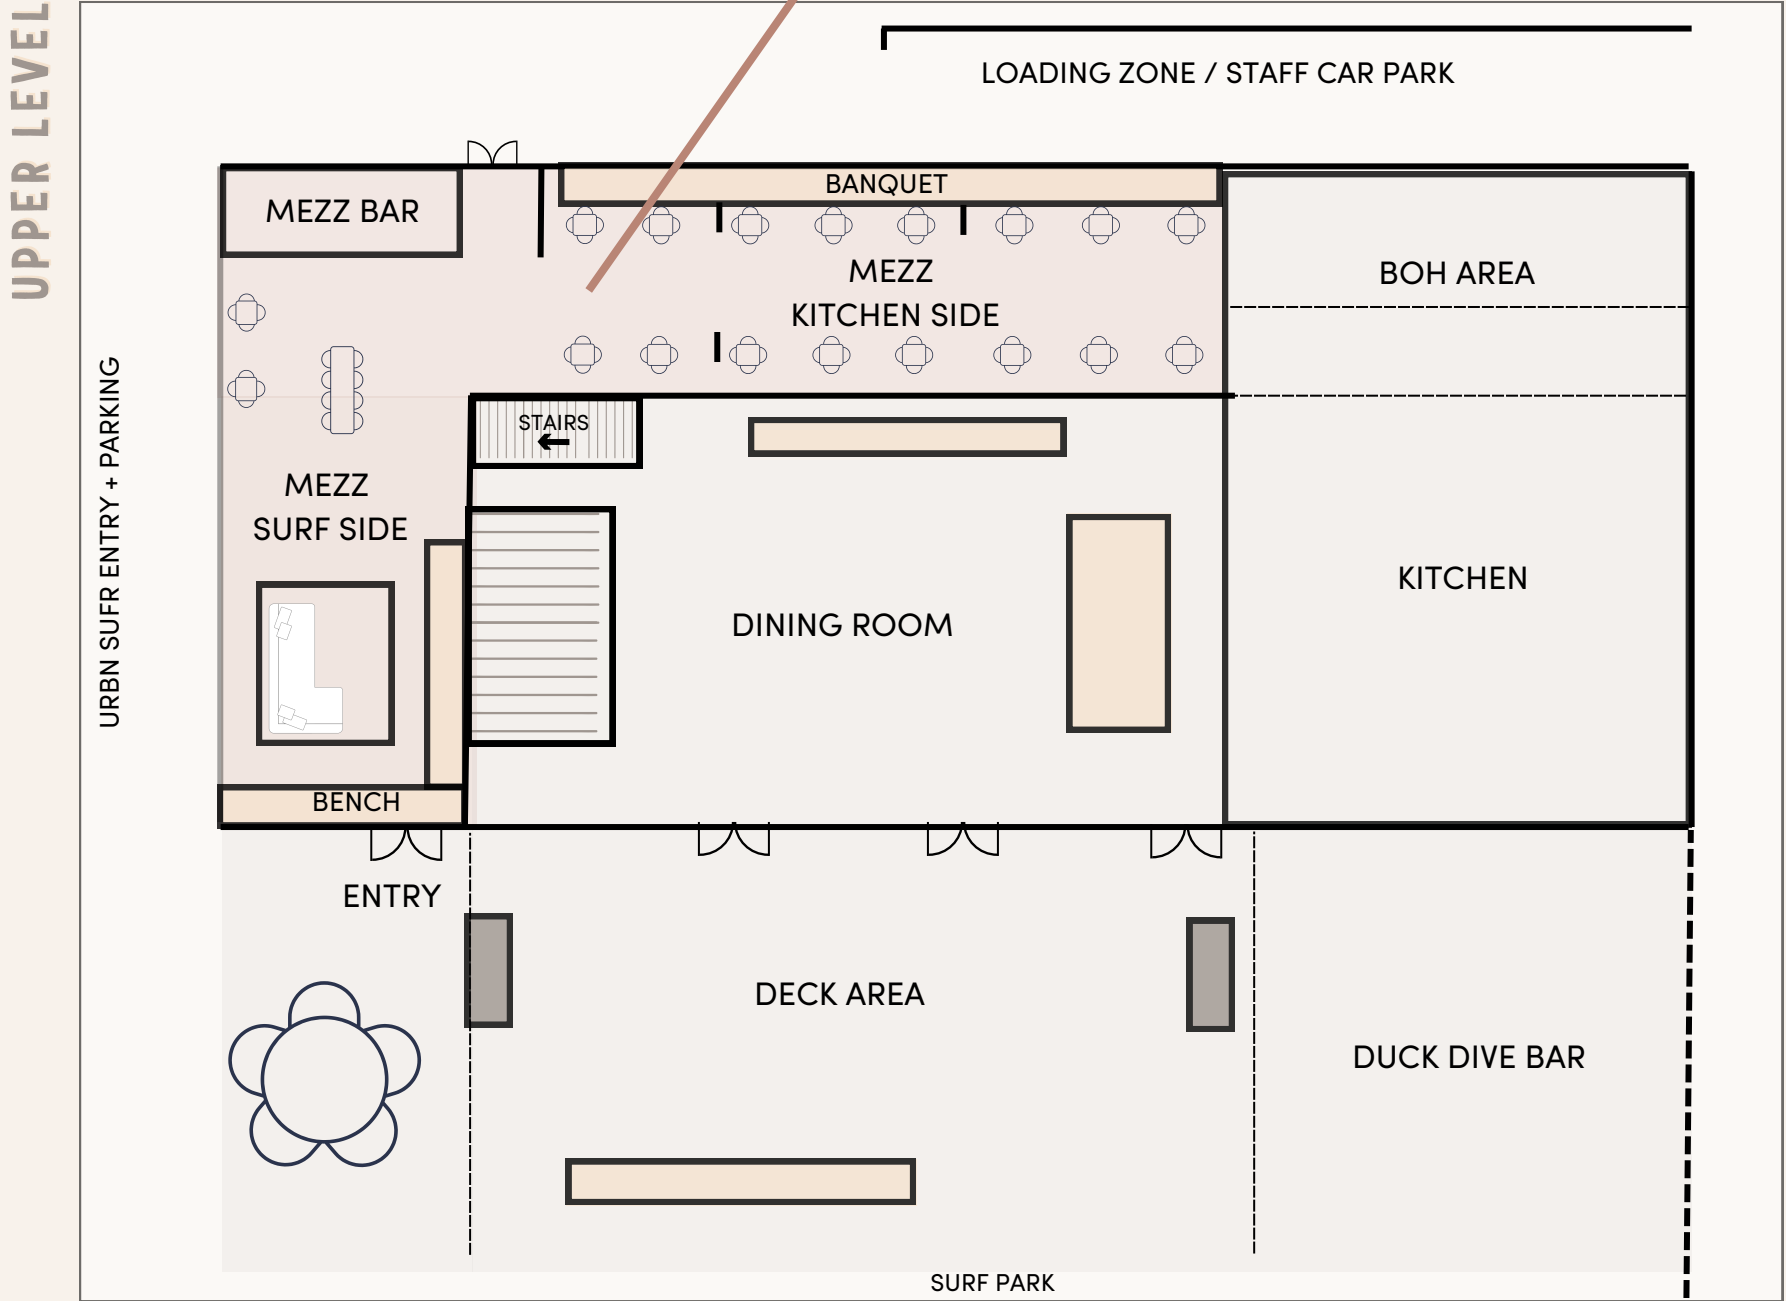 UPPER LEVEL
LOADING ZONE / STAFF CAR PARK
BANQUET
MEZZ BAR
MEZZ
KITCHEN SIDE
BOH AREA
STAIRS
URBN SUFR ENTRY + PARKING
MEZZ
SURF SIDE
KITCHEN
DINING ROOM
BENCH
ENTRY
DECK AREA
DUCK DIVE BAR
SURF PARK